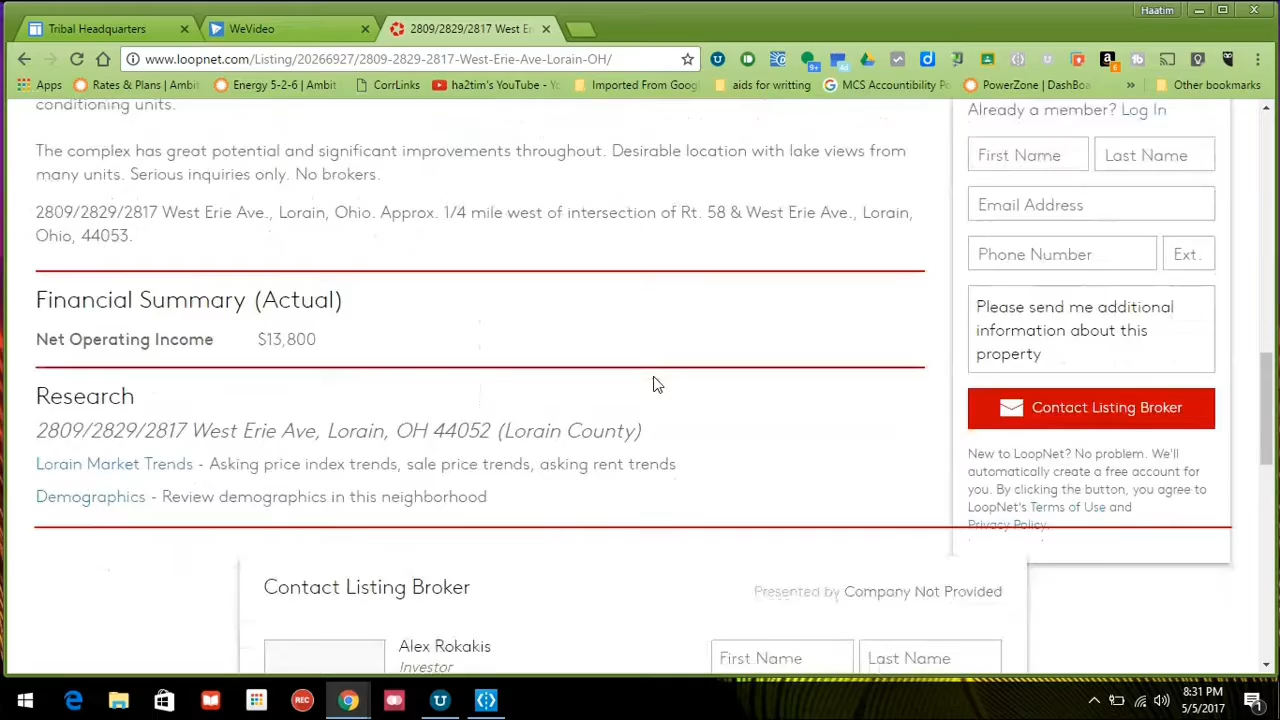 Haatim
Tribal Headquarters
WeVideo
2809/2829/2817 West En
www.loopnet.com/Listing/20266927/2809-2829-2817-West-Erie-Ave-Lorain-OH/
Apps
Rates & Plans | Ambit
Energy 5-2-6 | Ambit
CorrLinks
ha2tim's YouTube - Yo
Imported From Goog
aids for writting
MCS Accountibility Po
PowerZone | DashBoa
»
Other bookmarks
conditioning units.
The complex has great potential and significant improvements throughout. Desirable location with lake views from
many units. Serious inquiries only. No brokers.
2809/2829/2817 West Erie Ave., Lorain, Ohio. Approx. 1/4 mile west of intersection of Rt. 58 & West Erie Ave., Lorain,
Ohio, 44053.
Financial Summary (Actual)
Net Operating Income $13,800
Research
2809/2829/2817 West Erie Ave, Lorain, OH 44052 (Lorain County)
Lorain Market Trends - Asking price index trends, sale price trends, asking rent trends
Demographics - Review demographics in this neighborhood
Already a member? Log In
First Name Last Name
Email Address
Phone Number Ext.
Please send me additional
information about this
property
Contact Listing Broker
New to LoopNet? No problem. We'll
automatically create a free account for
you. By clicking the button, you agree to
LoopNet's Terms of Use and
Privacy Policy.
Contact Listing Broker
Presented by Company Not Provided
Alex Rokakis
Investor
First Name Last Name
REC
8:31 PM
5/5/2017